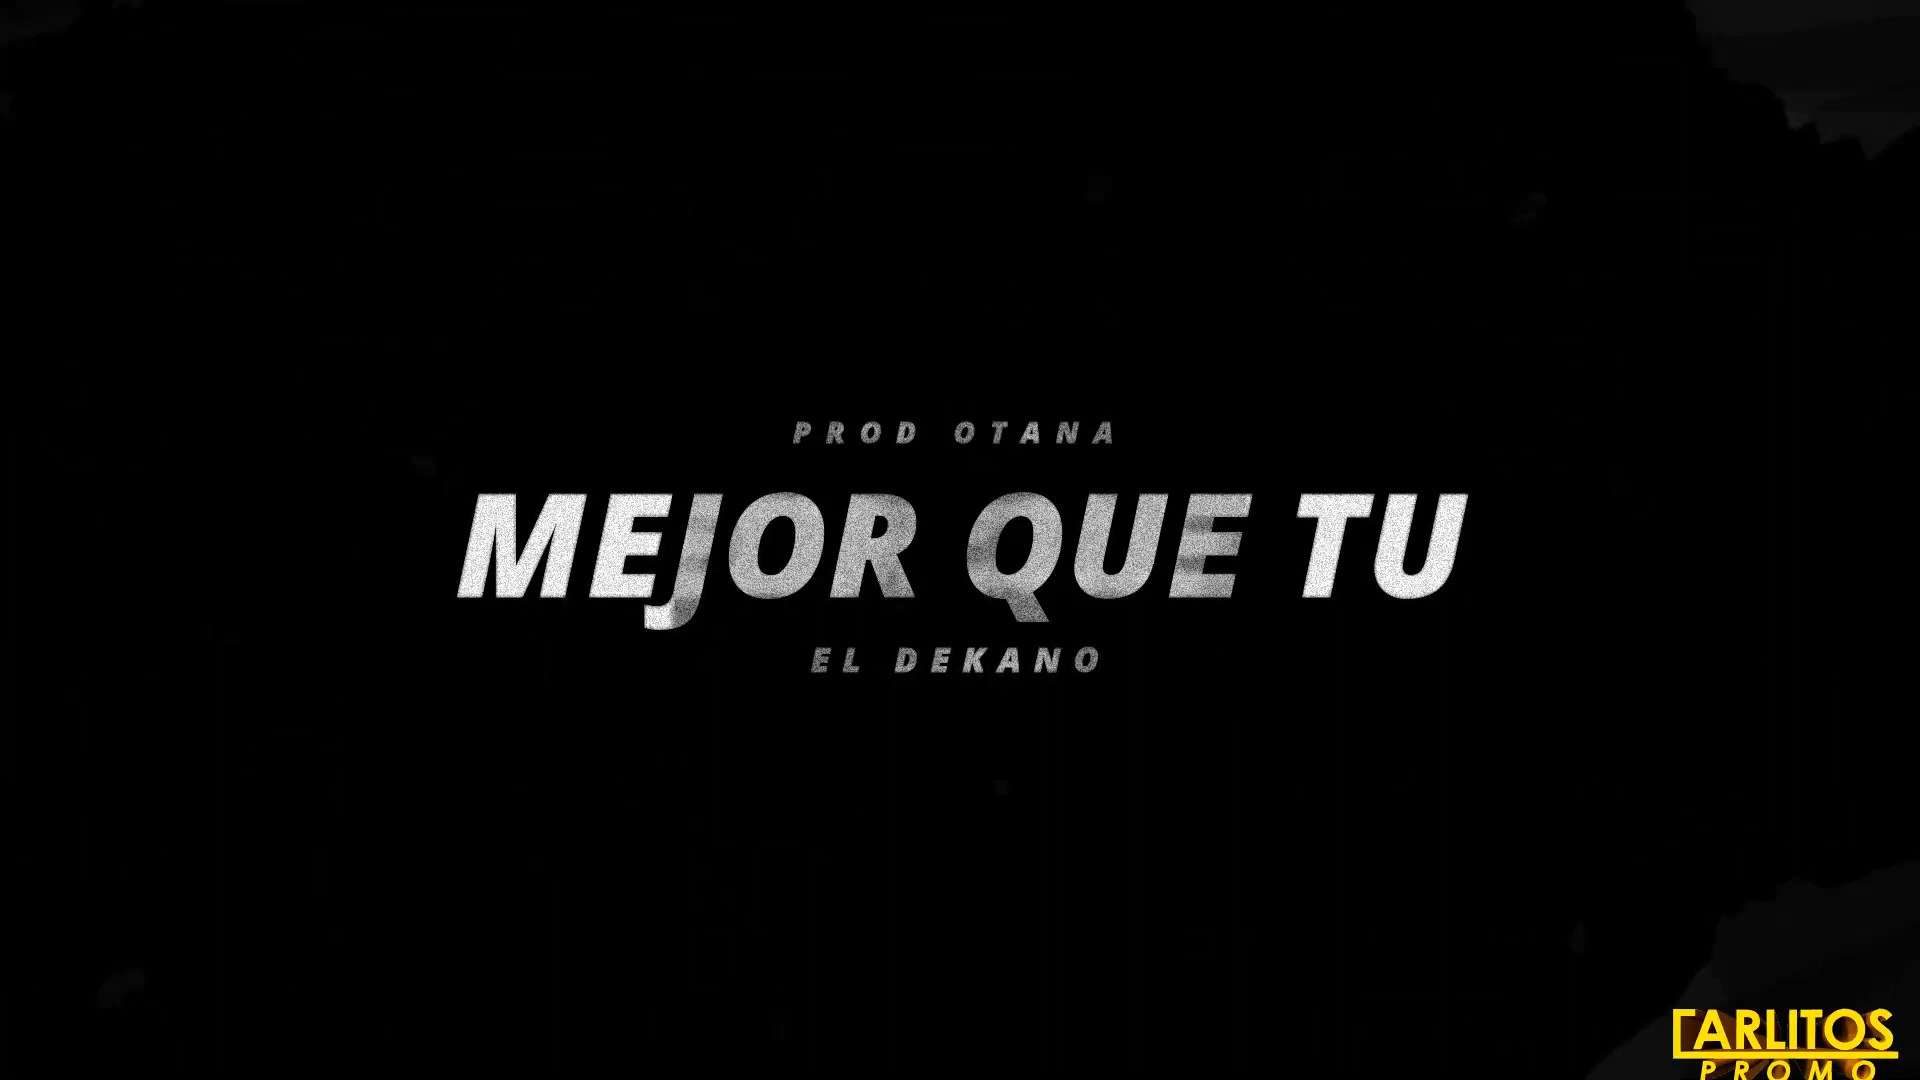 PROD OTANA
MEJOR QUE TU
EL DEKANO
CARLITOS
PROMO